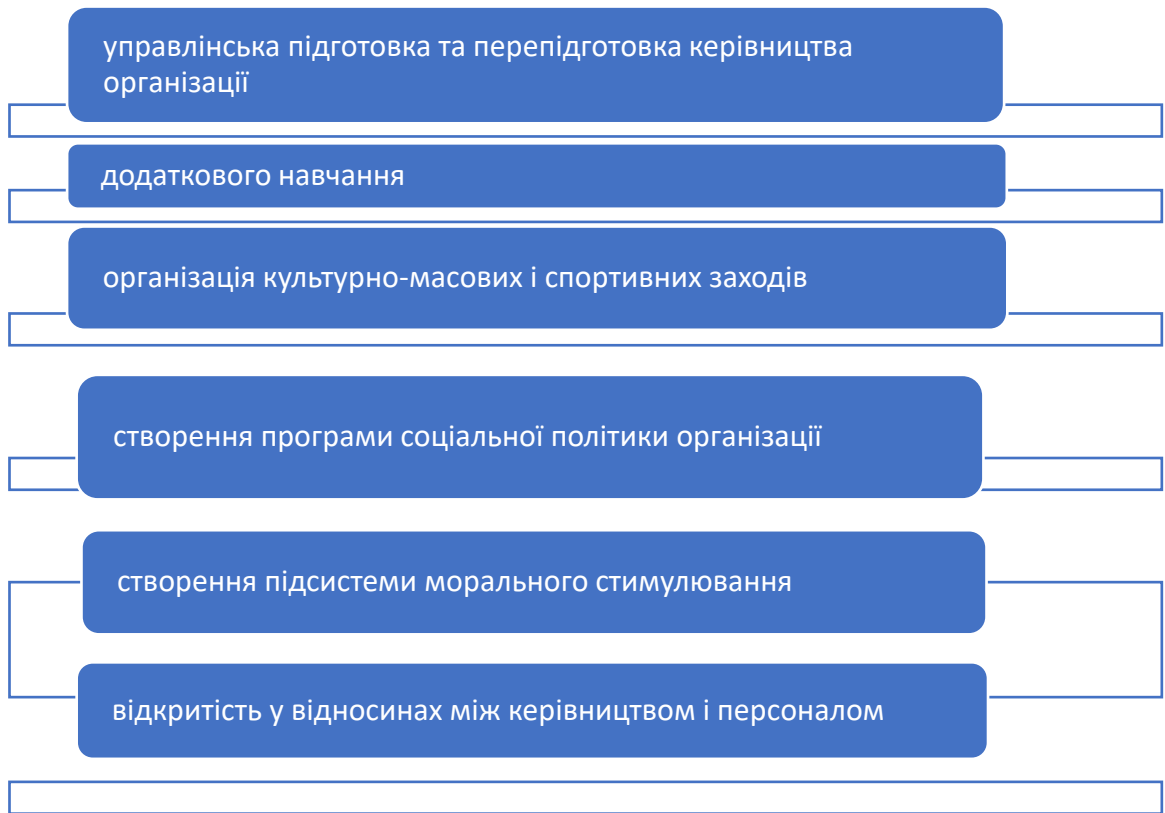 управлінська підготовка та перепідготовка керівництва
організації
додаткового навчання
організація культурно-масових і спортивних заходів
створення програми соціальної політики організації
створення підсистеми морального стимулювання
відкритість у відносинах між керівництвом і персоналом